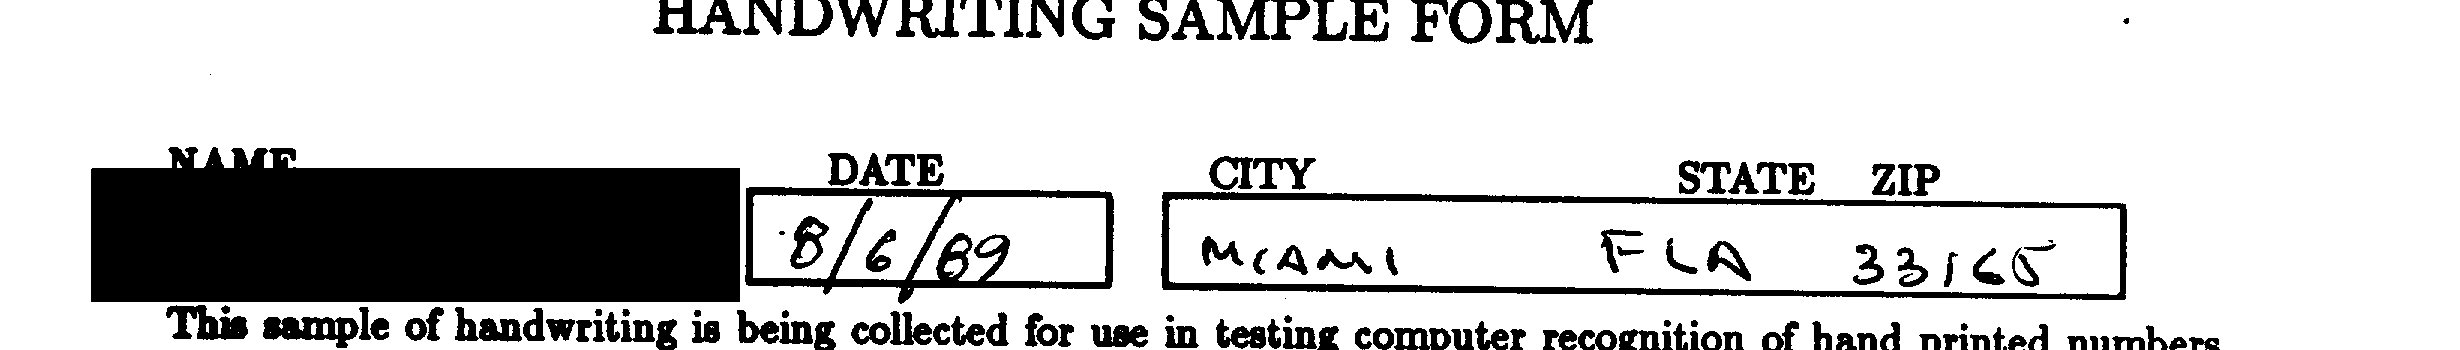 HANDWRITING SAMPLE FORM
NAME DATE CITY STATE ZIP
8/6/89 MIAMI FLA 33165
This sample of handwriting is being collected for use in testing computer recognition of hand printed numbers